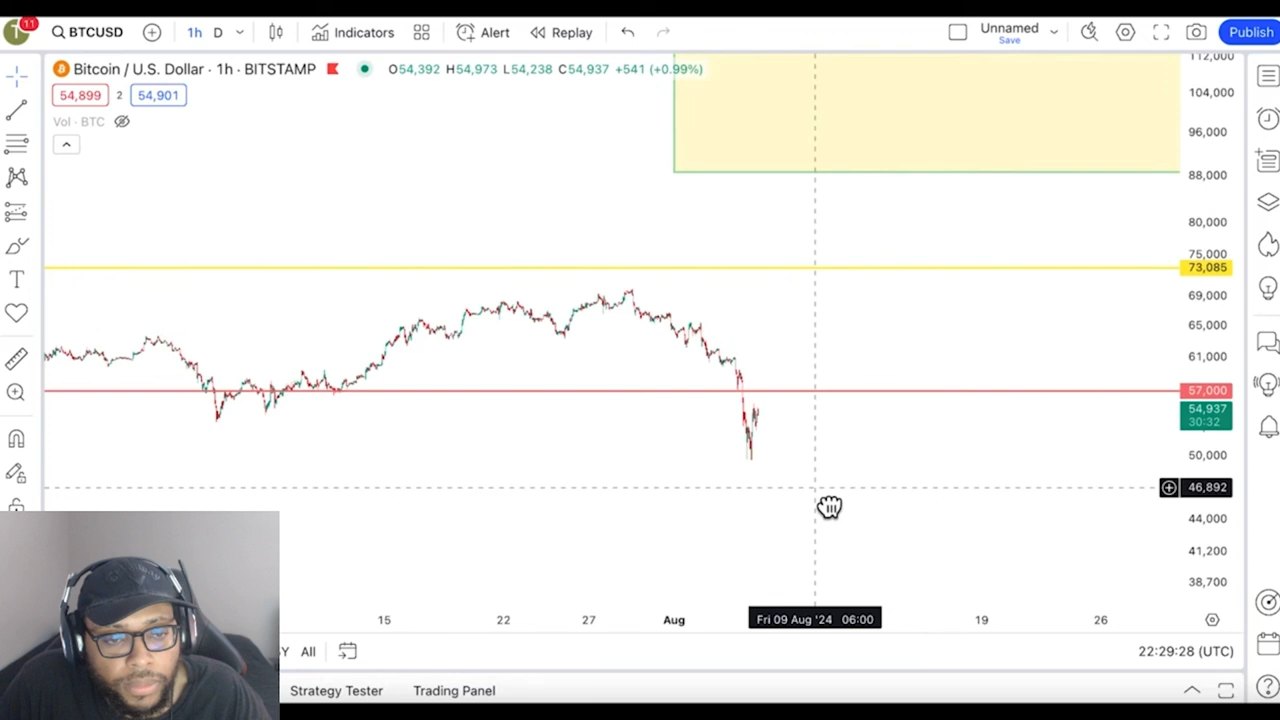 T 11 BTCUSD 1h D Indicators Alert Replay Unnamed Save Publish
Bitcoin / U.S. Dollar · 1h · BITSTAMP O54,392 H54,973 L54,238 C54,937 +541 (+0.99%)
54,899 2 54,901
Vol · BTC
112,000
104,000
96,000
88,000
80,000
75,000
73,085
69,000
65,000
61,000
57,000
54,937
30:32
50,000
46,892
44,000
41,200
38,700
15 22 27 Aug Fri 09 Aug '24 06:00 19 26
Y All 22:29:28 (UTC)
Strategy Tester Trading Panel